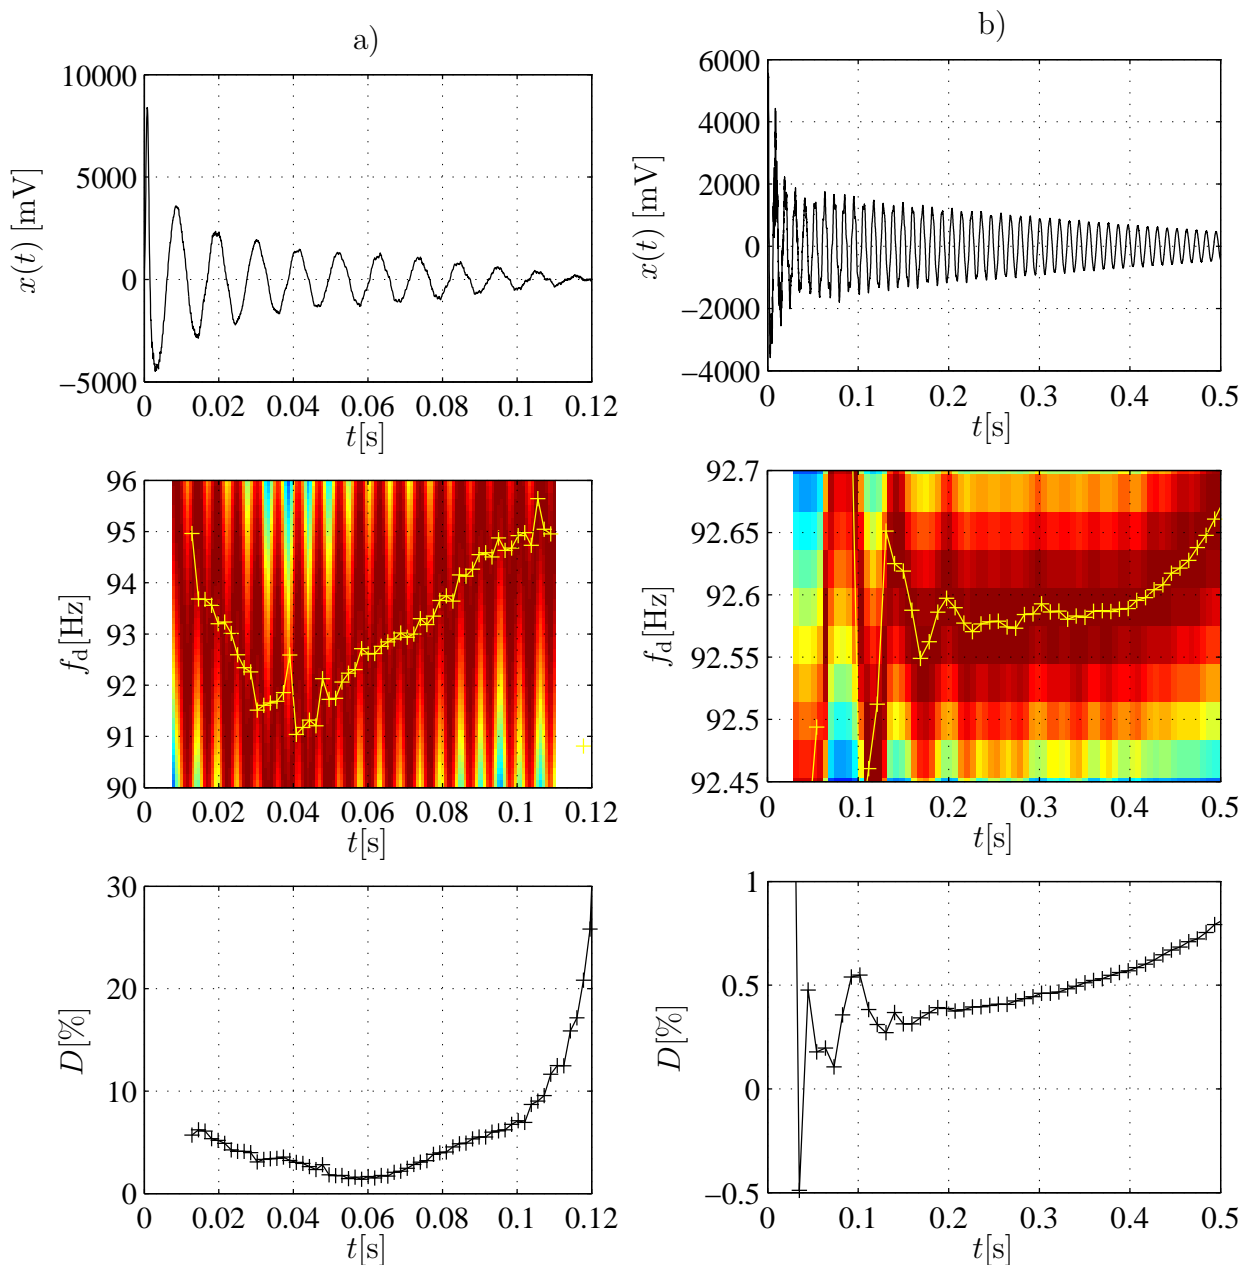 a)
10000
5000
0
−5000
x(t) [mV]
0 0.02 0.04 0.06 0.08 0.1 0.12
t[s]
b)
6000
4000
2000
0
−2000
−4000
x(t) [mV]
0 0.1 0.2 0.3 0.4 0.5
t[s]
96
95
94
93
92
91
90
fd[Hz]
0 0.02 0.04 0.06 0.08 0.1 0.12
t[s]
92.7
92.65
92.6
92.55
92.5
92.45
fd[Hz]
0 0.1 0.2 0.3 0.4 0.5
t[s]
30
20
10
0
D[%]
0 0.02 0.04 0.06 0.08 0.1 0.12
t[s]
1
0.5
0
−0.5
D[%]
0 0.1 0.2 0.3 0.4 0.5
t[s]